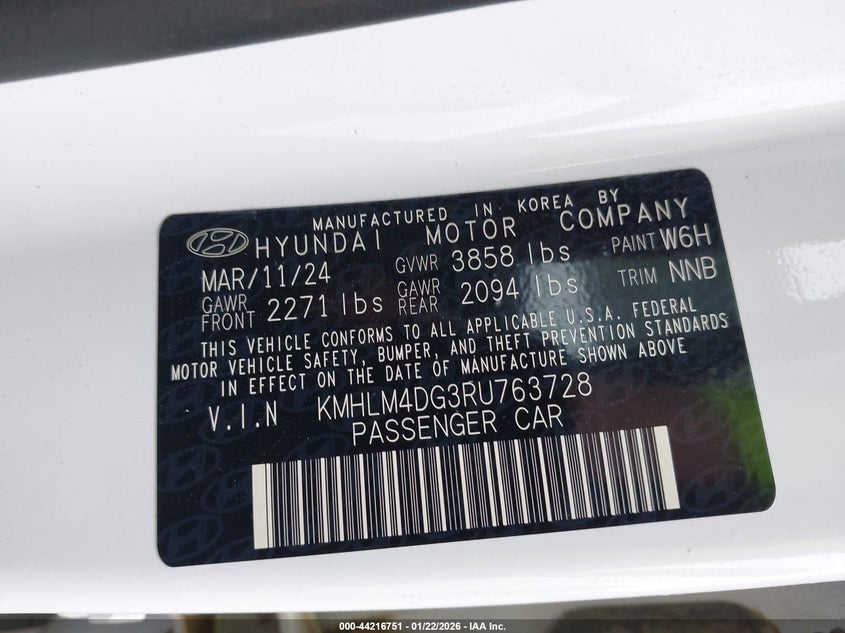 MANUFACTURED IN KOREA BY
HYUNDAI MOTOR COMPANY
MAR/11/24 GVWR 3858 lbs PAINT W6H
GAWR FRONT 2271 lbs GAWR REAR 2094 lbs TRIM NNB
THIS VEHICLE CONFORMS TO ALL APPLICABLE U.S.A. FEDERAL
MOTOR VEHICLE SAFETY, BUMPER, AND THEFT PREVENTION STANDARDS
IN EFFECT ON THE DATE OF MANUFACTURE SHOWN ABOVE
V.I.N KMHLM4DG3RU763728
PASSENGER CAR
000-44216751 | 01/22/2026 - IAA Inc.